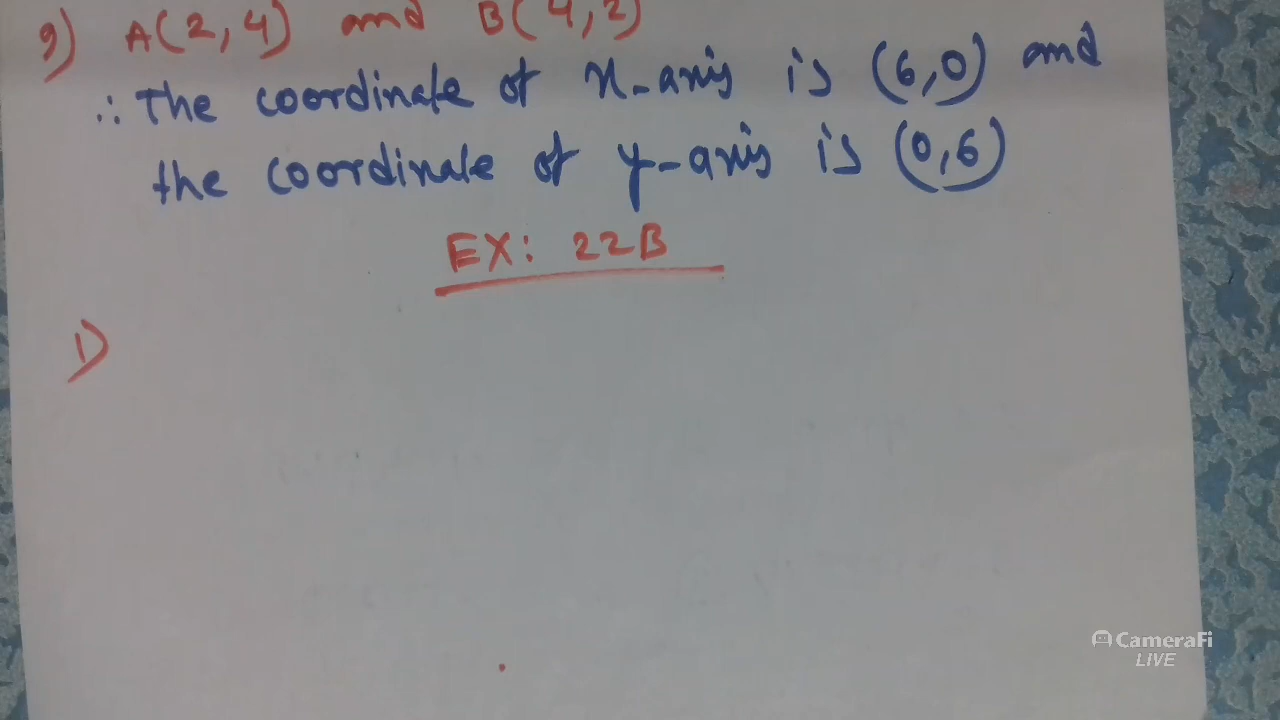 9) A(2,4) and B(4,2)
∴ The coordinate of x-axis is (6,0) and
the coordinate of y-axis is (0,6)
EX: 22B
1)
CameraFi
LIVE